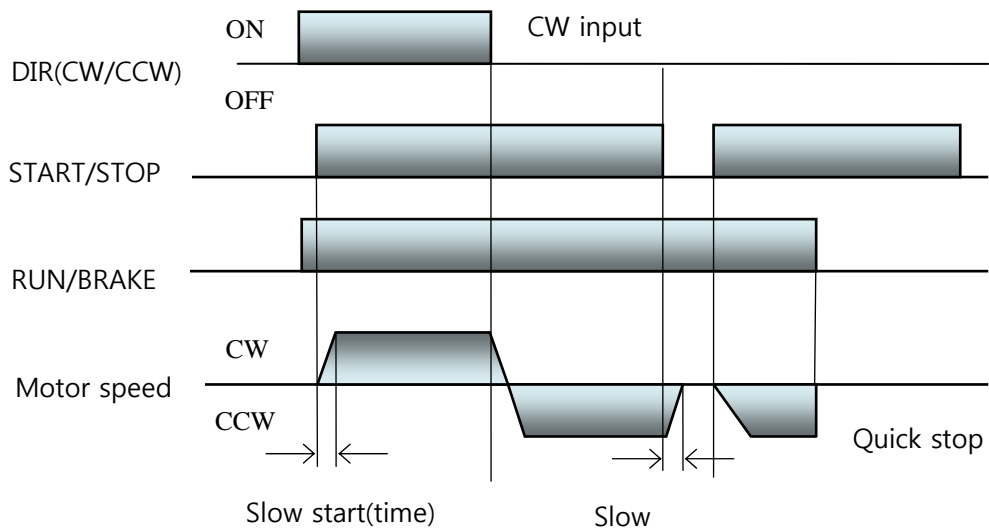 ON
CW input
DIR(CW/CCW)
OFF
START/STOP
RUN/BRAKE
CW
Motor speed
CCW
Quick stop
Slow start(time)
Slow